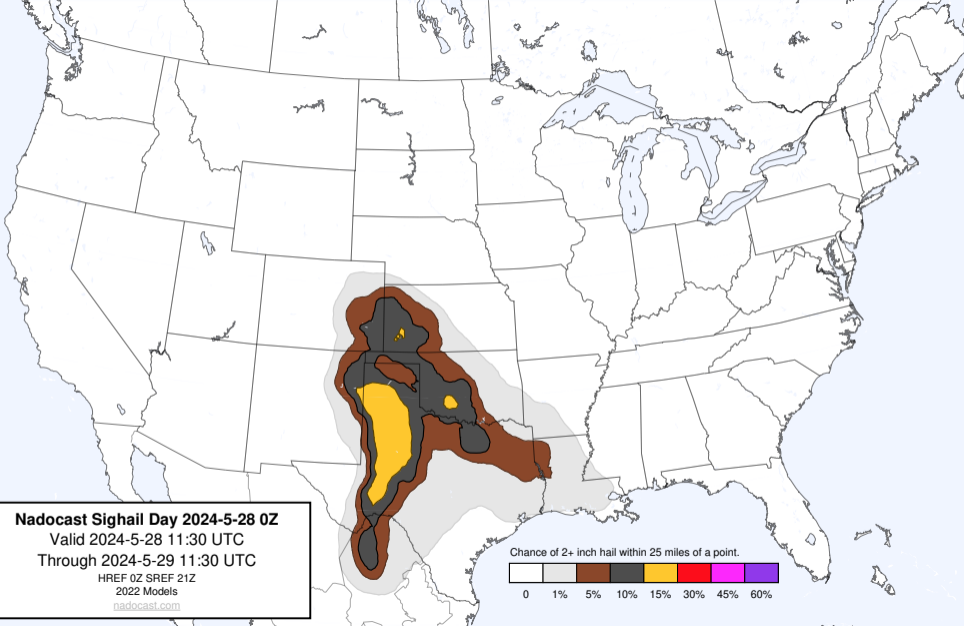 Nadocast Sighail Day 2024-5-28 0Z
Valid 2024-5-28 11:30 UTC
Through 2024-5-29 11:30 UTC
HREF 0Z SREF 21Z
2022 Models
nadocast.com
Chance of 2+ inch hail within 25 miles of a point.
0 1% 5% 10% 15% 30% 45% 60%